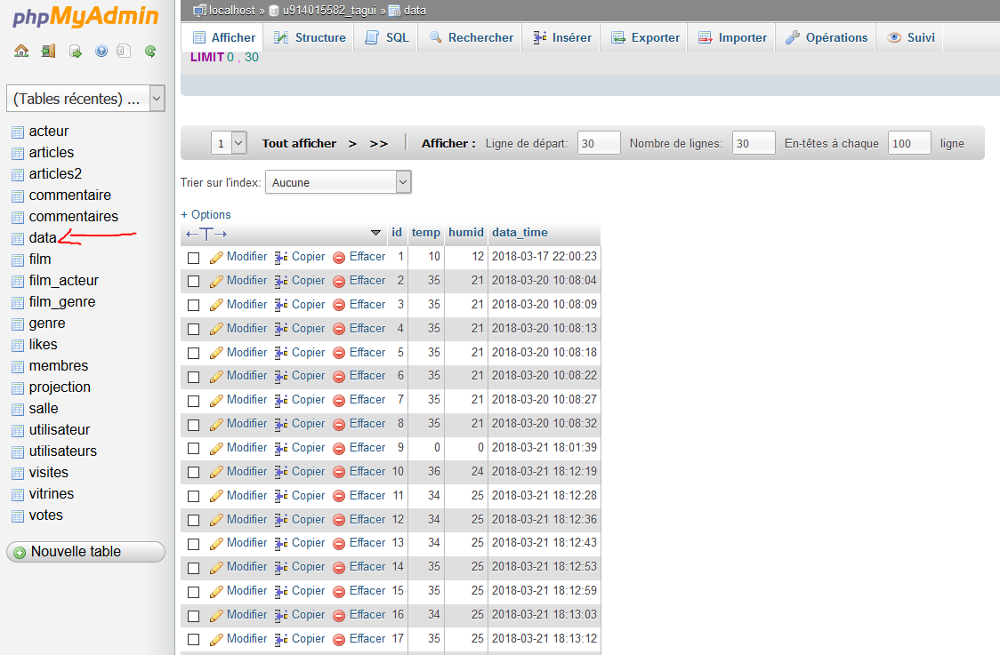 phpMyAdmin
(Tables récentes) ...
acteur
articles
articles2
commentaire
commentaires
data
film
film_acteur
film_genre
genre
likes
membres
projection
salle
utilisateur
utilisateurs
visites
vitrines
votes
Nouvelle table
localhost » u914015582_tagui » data
Afficher Structure SQL Rechercher Insérer Exporter Importer Opérations Suivi
LIMIT 0 , 30
1 Tout afficher > >> Afficher : Ligne de départ: 30 Nombre de lignes: 30 En-têtes à chaque 100 ligne
Trier sur l'index: Aucune
+ Options
←T→ id temp humid data_time
Modifier Copier Effacer 1 10 12 2018-03-17 22:00:23
Modifier Copier Effacer 2 35 21 2018-03-20 10:08:04
Modifier Copier Effacer 3 35 21 2018-03-20 10:08:09
Modifier Copier Effacer 4 35 21 2018-03-20 10:08:13
Modifier Copier Effacer 5 35 21 2018-03-20 10:08:18
Modifier Copier Effacer 6 35 21 2018-03-20 10:08:22
Modifier Copier Effacer 7 35 21 2018-03-20 10:08:27
Modifier Copier Effacer 8 35 21 2018-03-20 10:08:32
Modifier Copier Effacer 9 0 0 2018-03-21 18:01:39
Modifier Copier Effacer 10 36 24 2018-03-21 18:12:19
Modifier Copier Effacer 11 34 25 2018-03-21 18:12:28
Modifier Copier Effacer 12 34 25 2018-03-21 18:12:36
Modifier Copier Effacer 13 34 25 2018-03-21 18:12:43
Modifier Copier Effacer 14 35 25 2018-03-21 18:12:53
Modifier Copier Effacer 15 35 25 2018-03-21 18:12:59
Modifier Copier Effacer 16 34 25 2018-03-21 18:13:03
Modifier Copier Effacer 17 35 25 2018-03-21 18:13:12